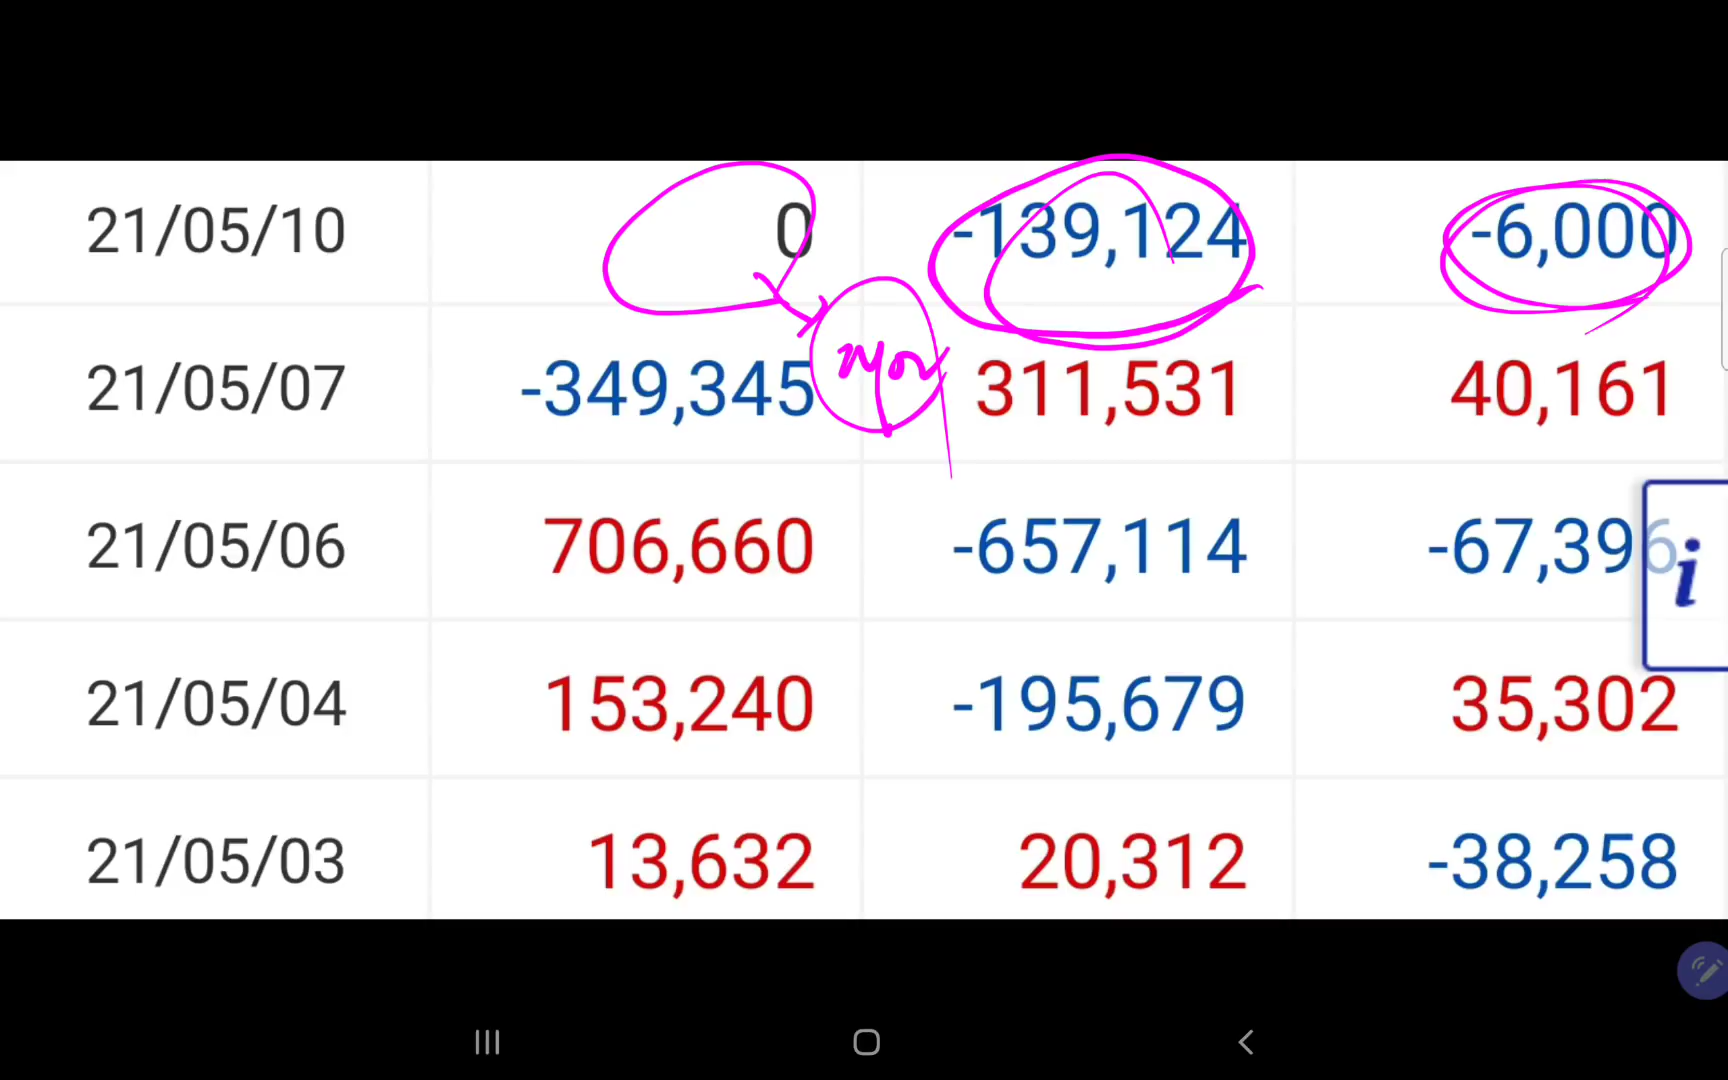 21/05/10 0 -139,124 -6,000
21/05/07 -349,345 311,531 40,161
21/05/06 706,660 -657,114 -67,396
i
21/05/04 153,240 -195,679 35,302
21/05/03 13,632 20,312 -38,258